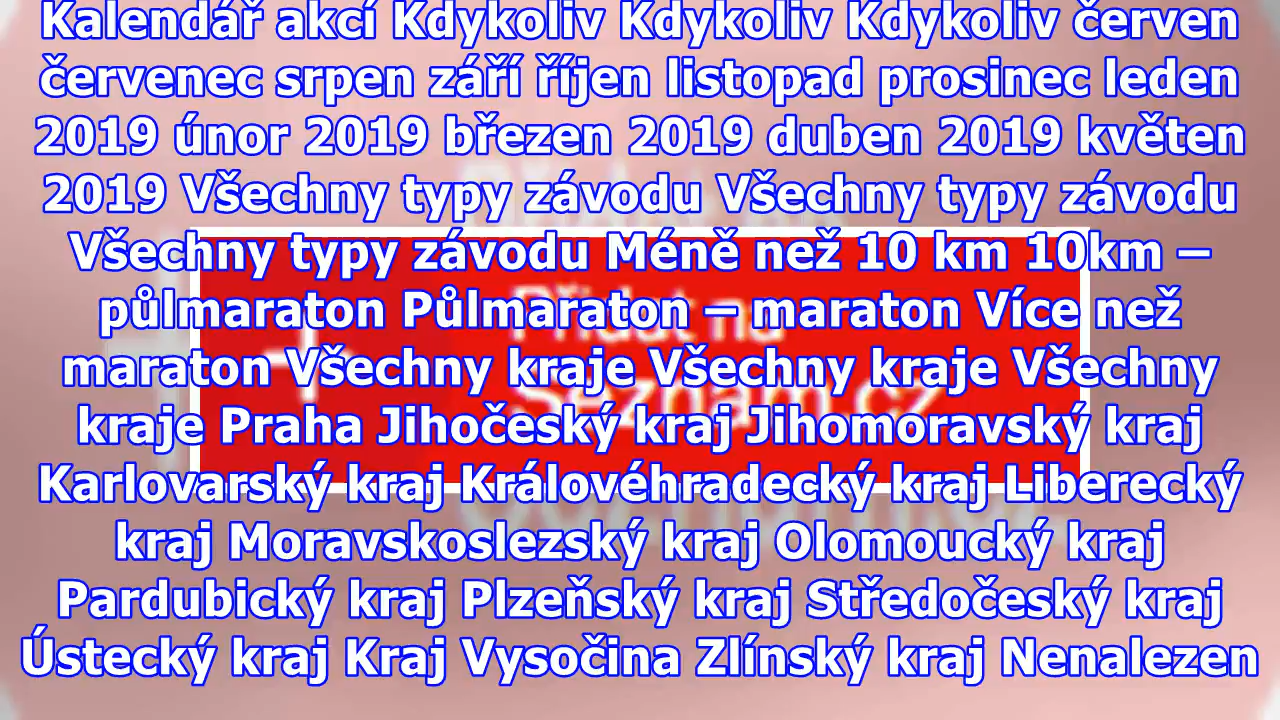 Kalendář akcí Kdykoliv Kdykoliv Kdykoliv červen
červenec srpen září říjen listopad prosinec leden
2019 únor 2019 březen 2019 duben 2019 květen
2019 Všechny typy závodu Všechny typy závodu
Všechny typy závodu Méně než 10 km 10km –
půlmaraton Půlmaraton – maraton Více než
maraton Všechny kraje Všechny kraje Všechny
kraje Praha Jihočeský kraj Jihomoravský kraj
Karlovarský kraj Královéhradecký kraj Liberecký
kraj Moravskoslezský kraj Olomoucký kraj
Pardubický kraj Plzeňský kraj Středočeský kraj
Ústecký kraj Kraj Vysočina Zlínský kraj Nenalezen
Přidat na
Seznam.cz